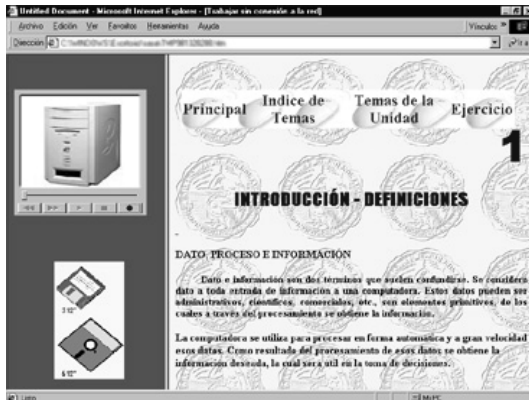 Untitled Document - Microsoft Internet Explorer - [Trabajar sin conexión a la red]
Archivo Edición Ver Favoritos Herramientas Ayuda
Vínculos »
Dirección
Ir a
Principal
Indice de
Temas
Temas de la
Unidad
Ejercicio
1
INTRODUCCIÓN - DEFINICIONES
DATO, PROCESO E INFORMACIÓN
Dato e información son dos términos que suelen confundirse. Se considera
dato a toda entrada de información a una computadora. Estos datos pueden ser
administrativos, científicos, comerciales, etc., son elementos primitivos, de los
cuales a través del procesamiento se obtiene la información.
La computadora se utiliza para procesar en forma automática y a gran velocidad
esos datos. Como resultado del procesamiento de esos datos se obtiene la
información deseada, la cual sera útil en la toma de decisiones.
3 1/2"
Listo
Mi PC